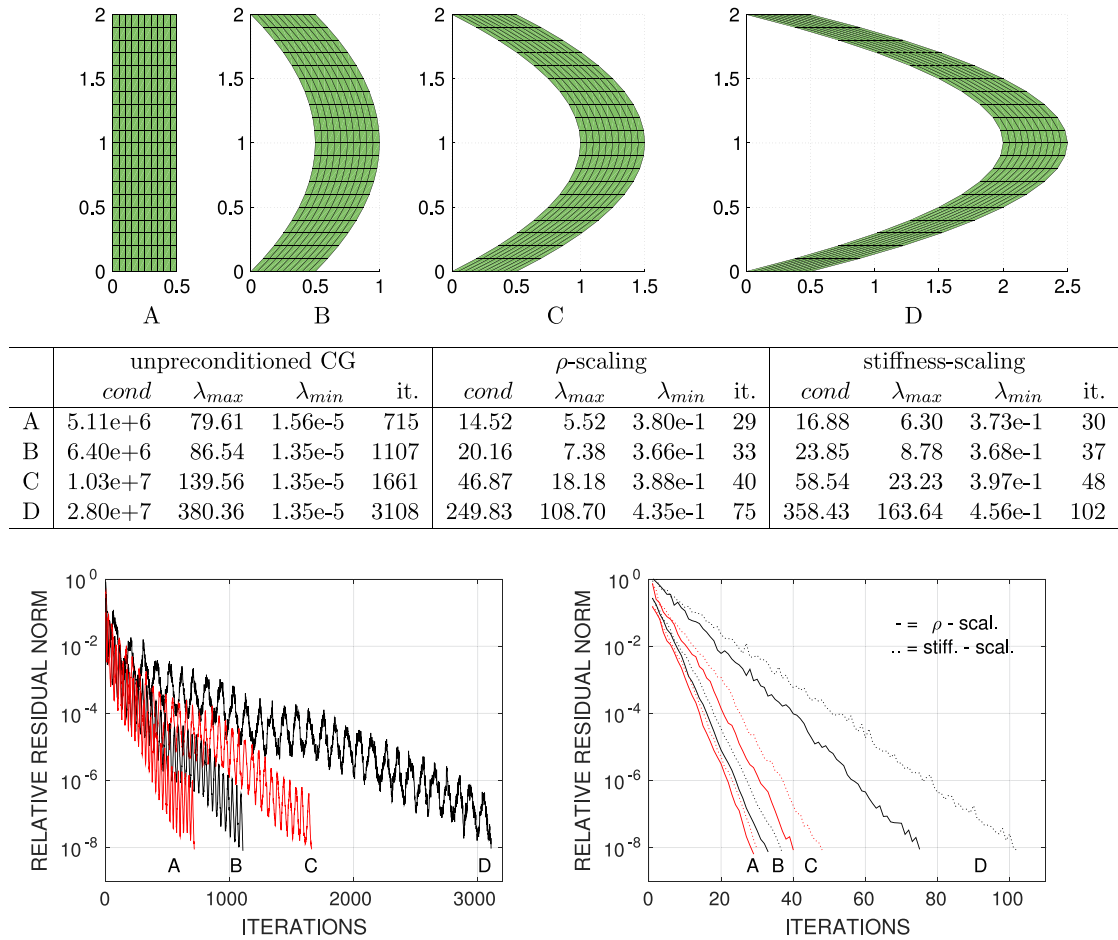 2
1.5
1
0.5
0
0 0.5
A
2
1.5
1
0.5
0
0 0.5 1
B
2
1.5
1
0.5
0
0 0.5 1 1.5
C
2
1.5
1
0.5
0
0 0.5 1 1.5 2 2.5
D
unpreconditioned CG ρ-scaling stiffness-scaling
cond λmax λmin it. cond λmax λmin it. cond λmax λmin it.
A 5.11e+6 79.61 1.56e-5 715 14.52 5.52 3.80e-1 29 16.88 6.30 3.73e-1 30
B 6.40e+6 86.54 1.35e-5 1107 20.16 7.38 3.66e-1 33 23.85 8.78 3.68e-1 37
C 1.03e+7 139.56 1.35e-5 1661 46.87 18.18 3.88e-1 40 58.54 23.23 3.97e-1 48
D 2.80e+7 380.36 1.35e-5 3108 249.83 108.70 4.35e-1 75 358.43 163.64 4.56e-1 102
RELATIVE RESIDUAL NORM
10^0
10^-2
10^-4
10^-6
10^-8
A B C D
0 1000 2000 3000
ITERATIONS
RELATIVE RESIDUAL NORM
10^0
10^-2
10^-4
10^-6
10^-8
- = ρ - scal.
.. = stiff. - scal.
A B C D
0 20 40 60 80 100
ITERATIONS